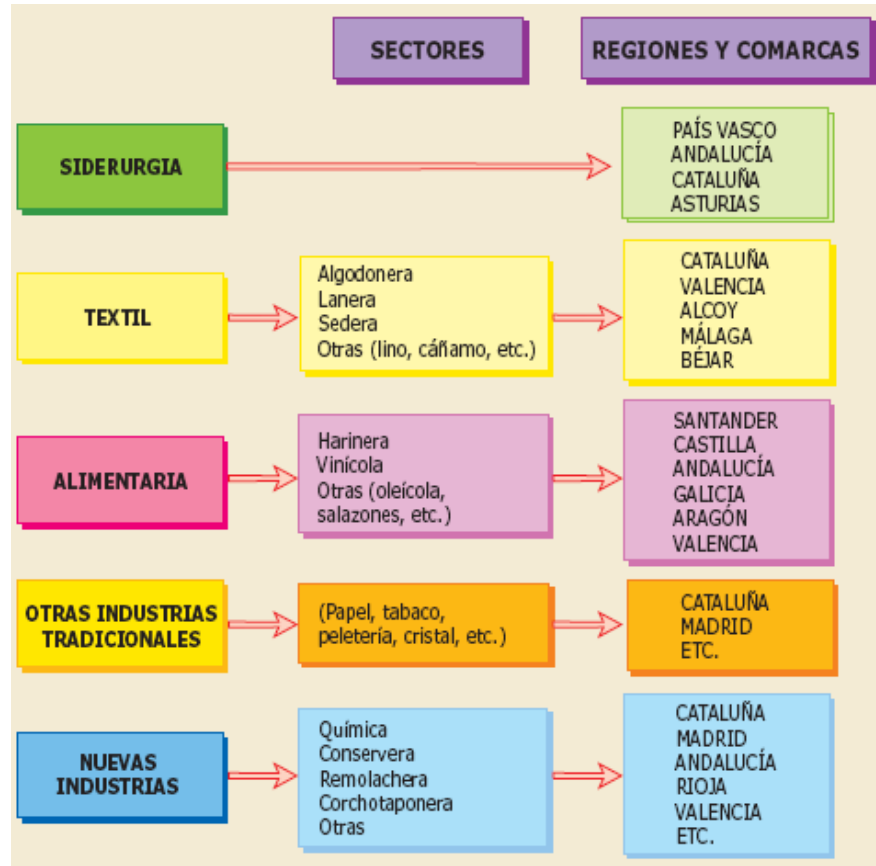 SECTORES
REGIONES Y COMARCAS
SIDERURGIA
PAÍS VASCO
ANDALUCÍA
CATALUÑA
ASTURIAS
TEXTIL
Algodonera
Lanera
Sedera
Otras (lino, cáñamo, etc.)
CATALUÑA
VALENCIA
ALCOY
MÁLAGA
BÉJAR
ALIMENTARIA
Harinera
Vinícola
Otras (oleícola,
salazones, etc.)
SANTANDER
CASTILLA
ANDALUCÍA
GALICIA
ARAGÓN
VALENCIA
OTRAS INDUSTRIAS
TRADICIONALES
(Papel, tabaco,
peletería, cristal, etc.)
CATALUÑA
MADRID
ETC.
NUEVAS
INDUSTRIAS
Química
Conservera
Remolachera
Corchotaponera
Otras
CATALUÑA
MADRID
ANDALUCÍA
RIOJA
VALENCIA
ETC.